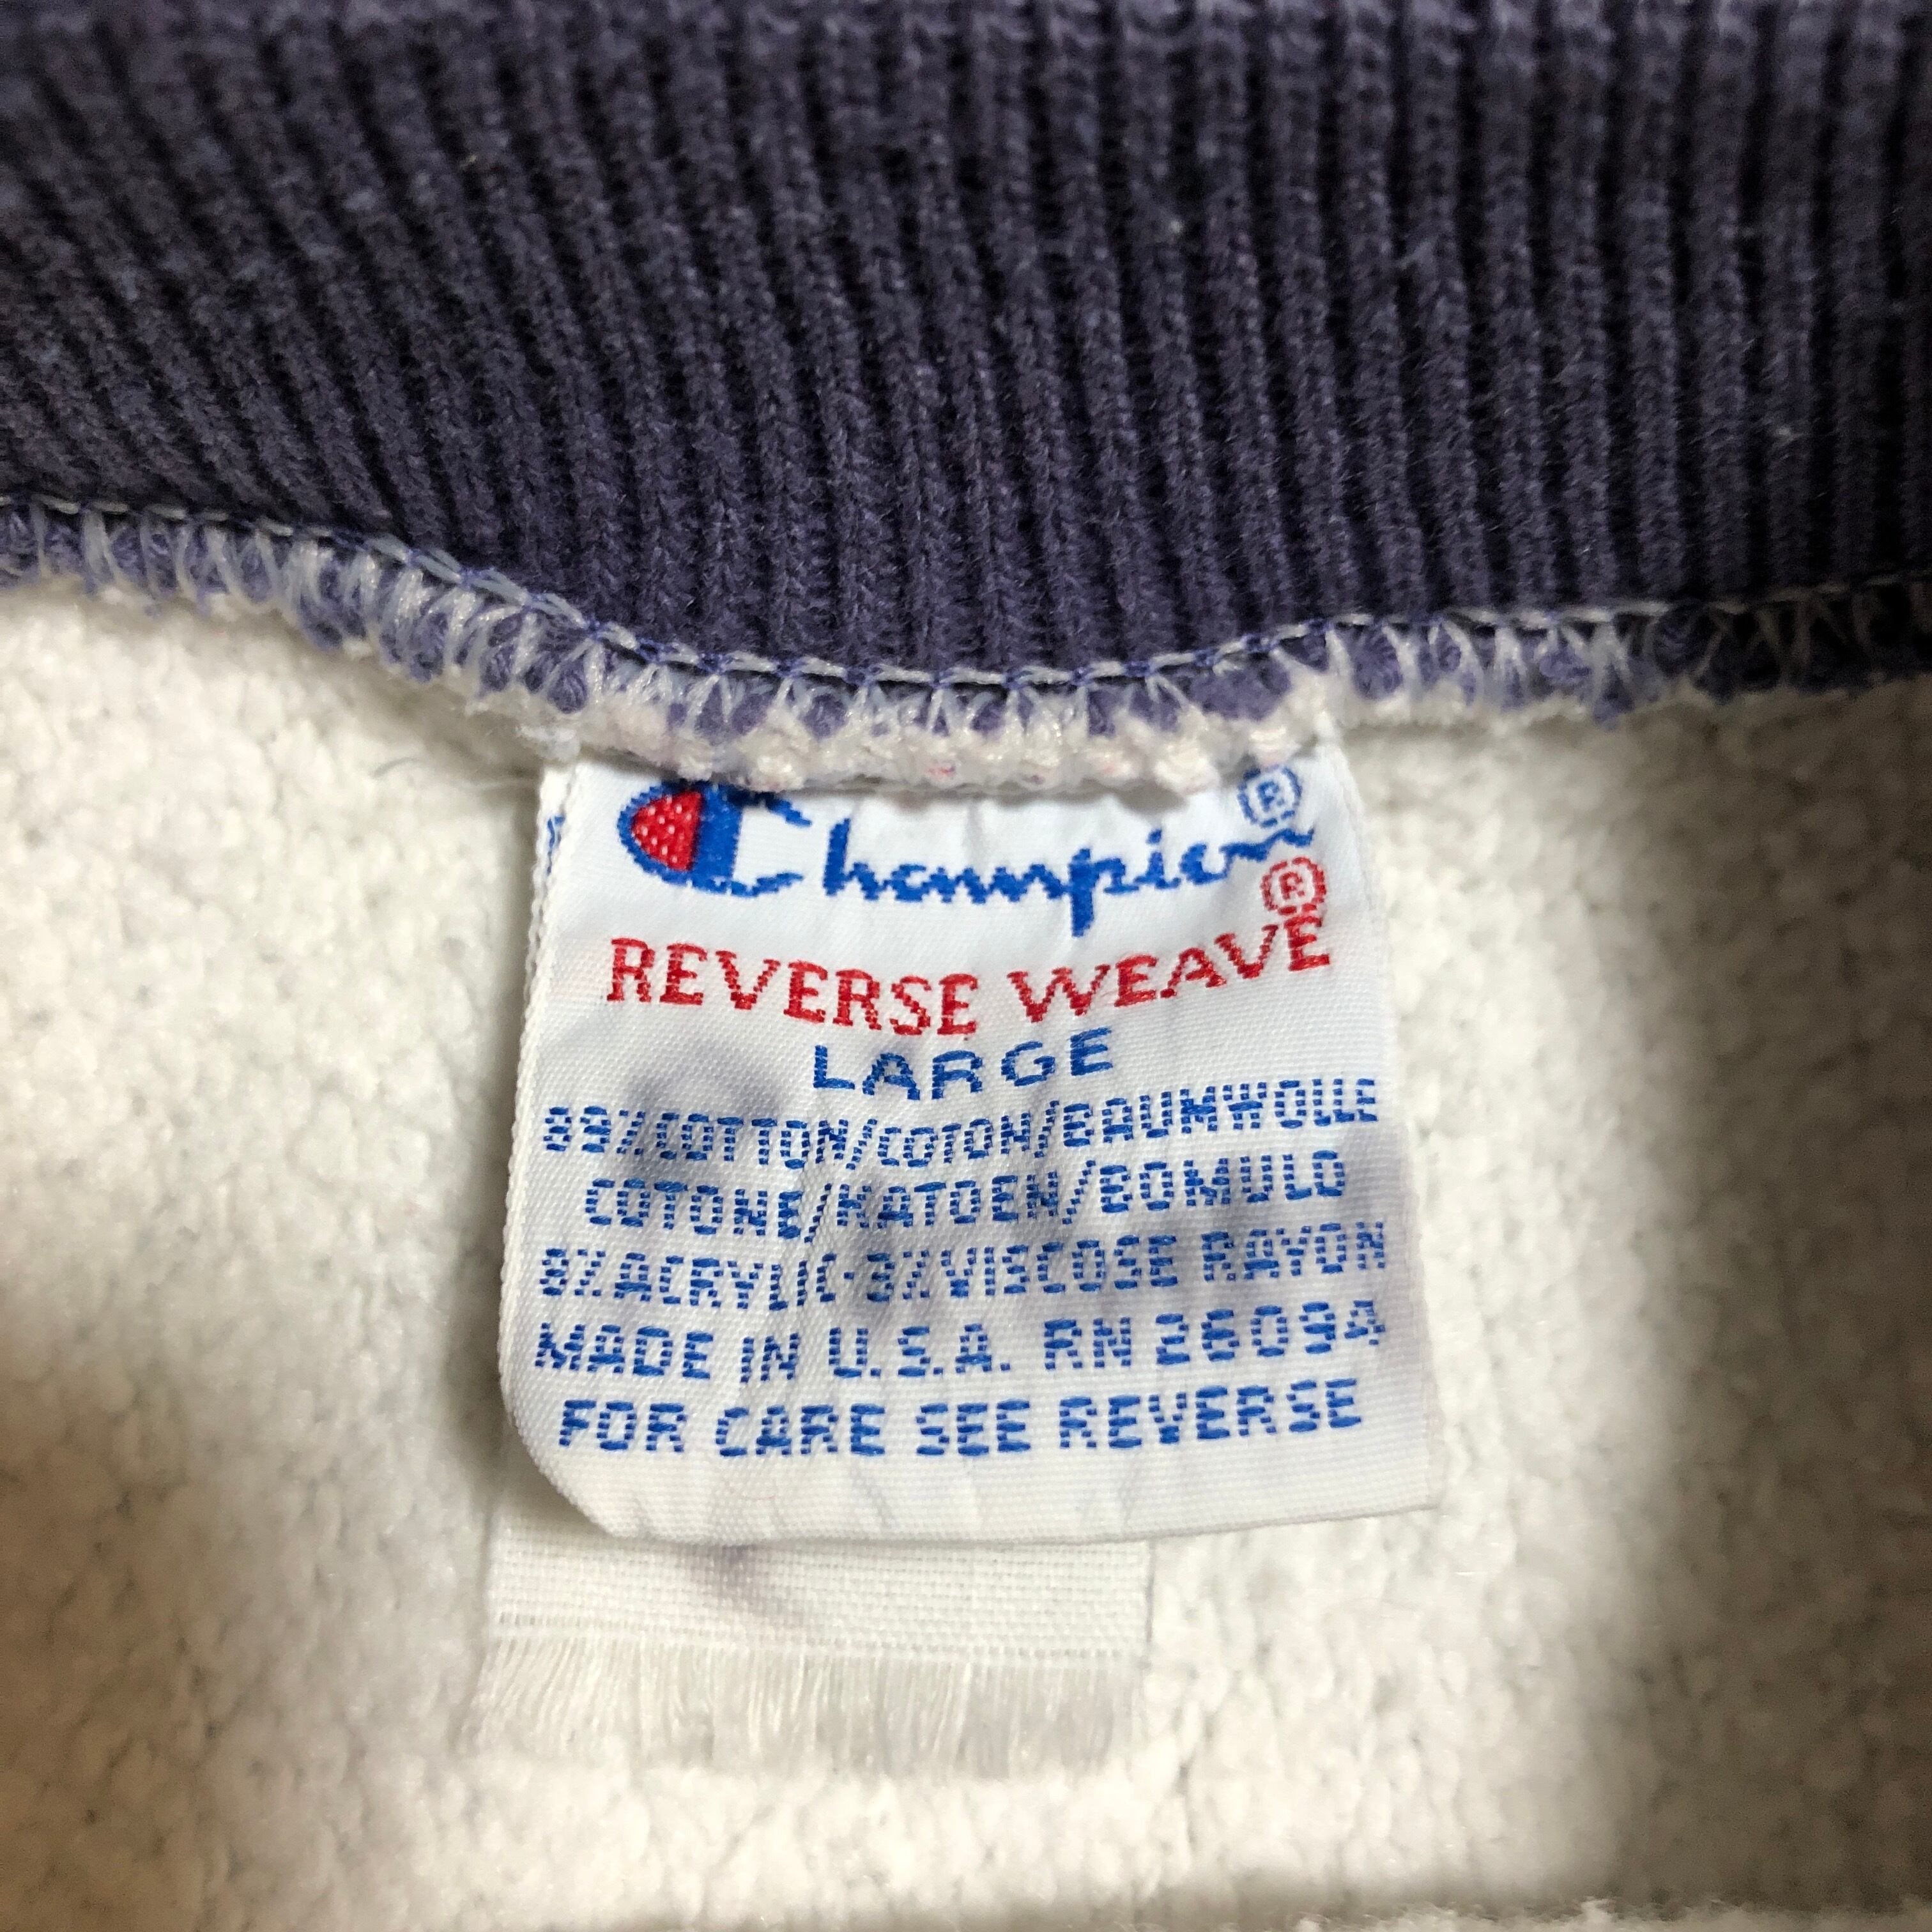 Champion®
REVERSE WEAVE®
LARGE
89% COTTON/COTON/BAUMWOLLE
COTONE/KATOEN/BOMULD
8% ACRYLIC-3% VISCOSE RAYON
MADE IN U.S.A. RN 26094
FOR CARE SEE REVERSE